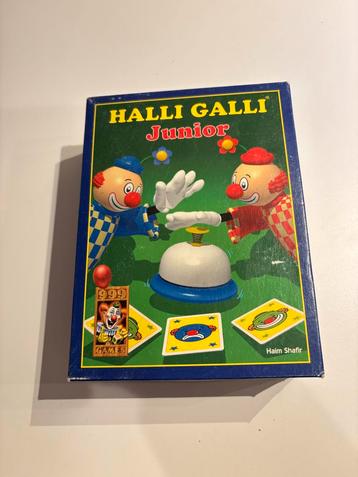 HALLI GALLI
Junior
999
GAMES
Haim Shafir